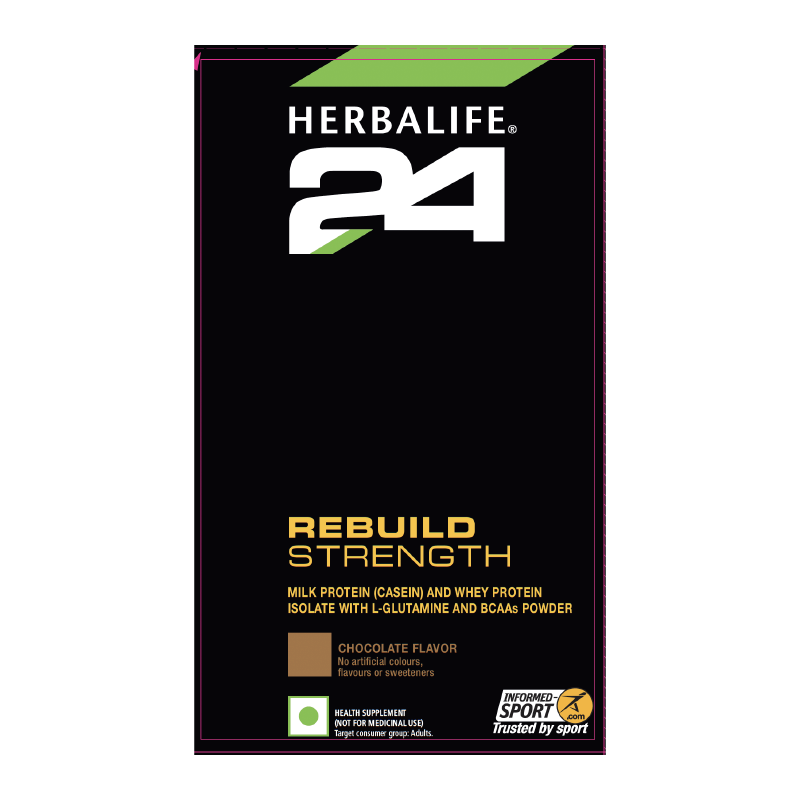 HERBALIFE®
24
REBUILD
STRENGTH
MILK PROTEIN (CASEIN) AND WHEY PROTEIN
ISOLATE WITH L-GLUTAMINE AND BCAAs POWDER
CHOCOLATE FLAVOR
No artificial colours,
flavours or sweeteners
HEALTH SUPPLEMENT
(NOT FOR MEDICINAL USE)
Target consumer group: Adults.
INFORMED-
SPORT
.com
Trusted by sport